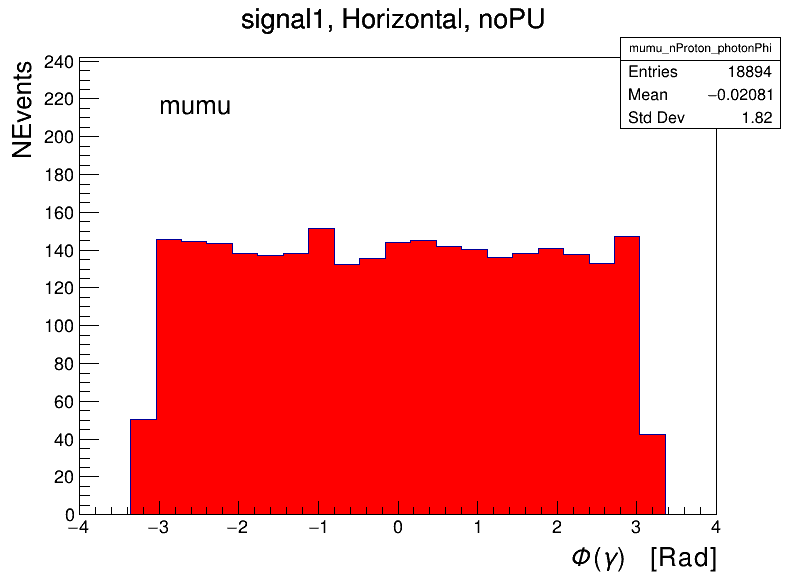 signal1, Horizontal, noPU
mumu_nProton_photonPhi
Entries 18894
Mean −0.02081
Std Dev 1.82
NEvents
mumu
240
220
200
180
160
140
120
100
80
60
40
20
0
−4 −3 −2 −1 0 1 2 3 4
Φ(γ) [Rad]